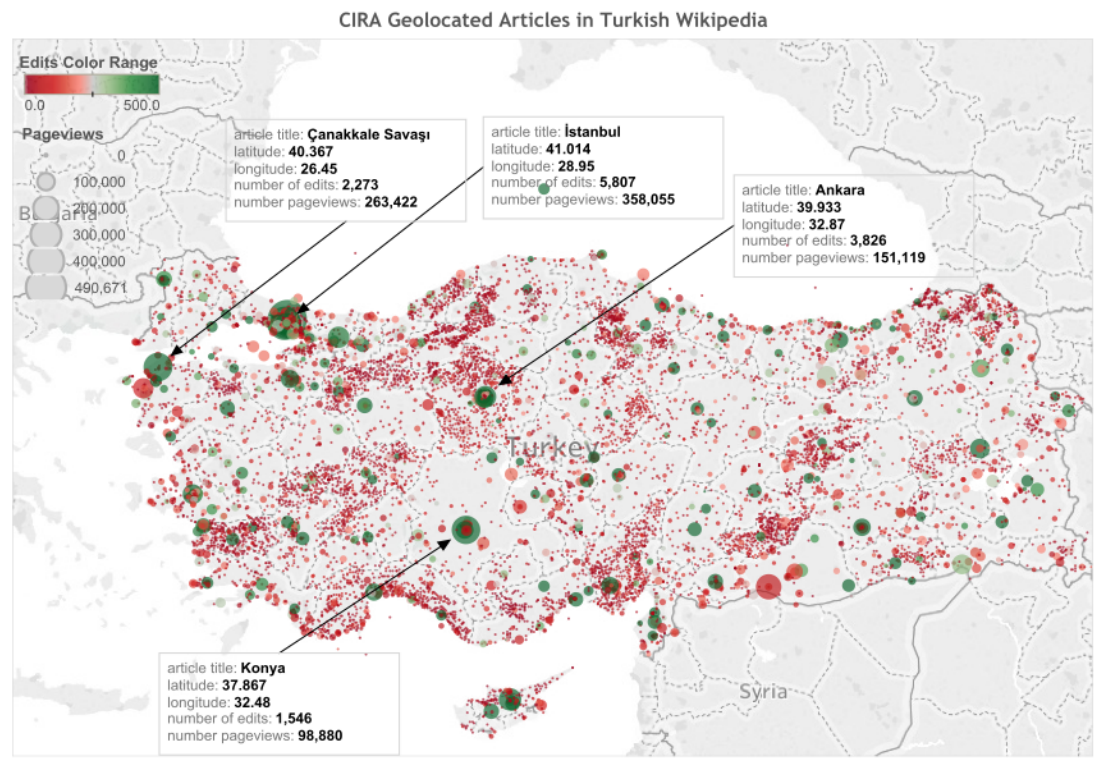 CIRA Geolocated Articles in Turkish Wikipedia
Edits Color Range
0.0 500.0
Pageviews
0
100,000
200,000
300,000
400,000
490,671
Bulgaria
article title: Çanakkale Savaşı
latitude: 40.367
longitude: 26.45
number of edits: 2,273
number pageviews: 263,422
article title: İstanbul
latitude: 41.014
longitude: 28.95
number of edits: 5,807
number pageviews: 358,055
article title: Ankara
latitude: 39.933
longitude: 32.87
number of edits: 3,826
number pageviews: 151,119
Turkey
article title: Konya
latitude: 37.867
longitude: 32.48
number of edits: 1,546
number pageviews: 98,880
Syria